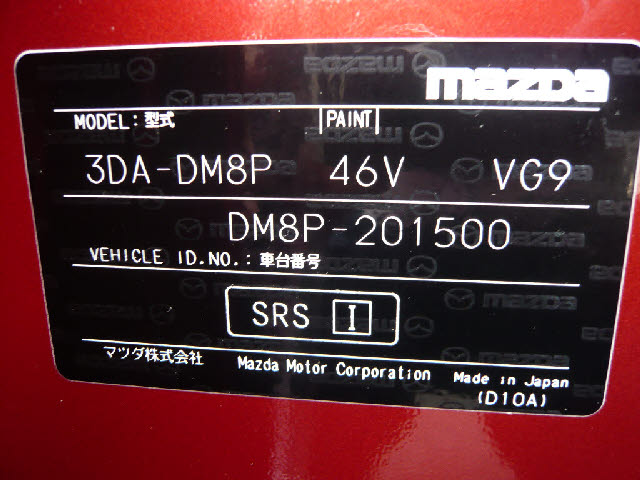 mazda
MODEL:型式 PAINT
3DA-DM8P 46V VG9
DM8P-201500
VEHICLE ID.NO.:車台番号
SRS I
マツダ株式会社 Mazda Motor Corporation Made in Japan
(D10A)